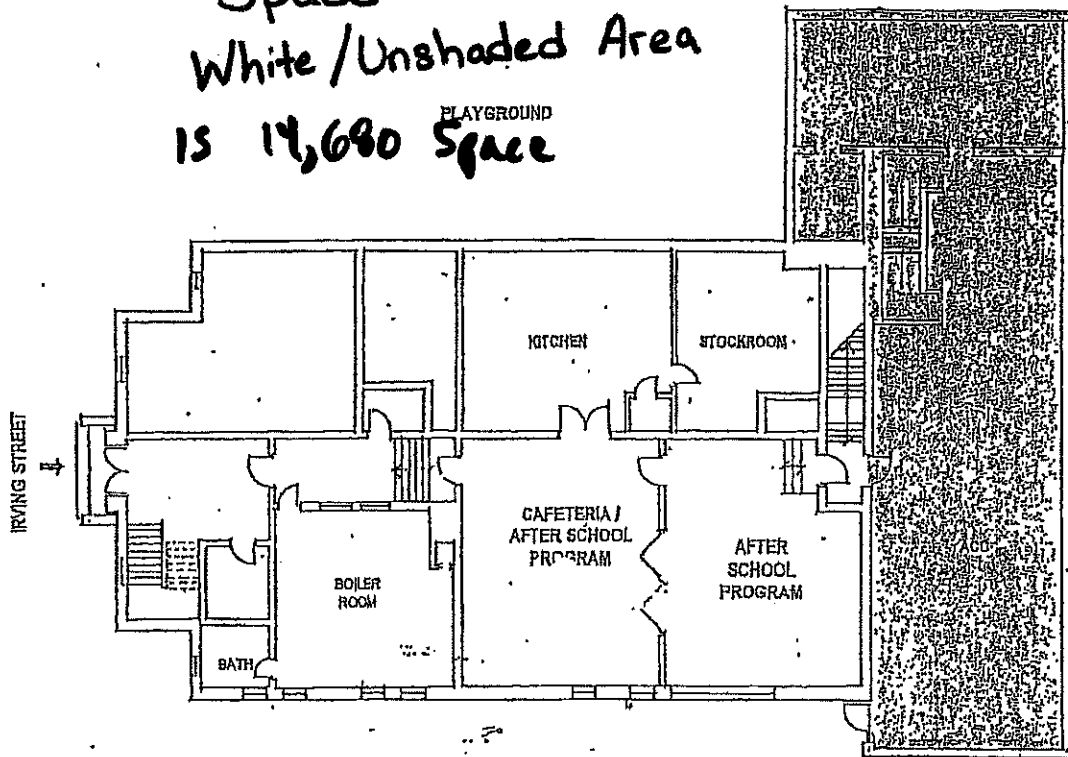 Space
White/Unshaded Area
PLAYGROUND
is 14,680 Space
KITCHEN
STOCKROOM
IRVING STREET
CAFETERIA /
AFTER SCHOOL
PROGRAM
AFTER
SCHOOL
PROGRAM
BOILER
ROOM
BATH